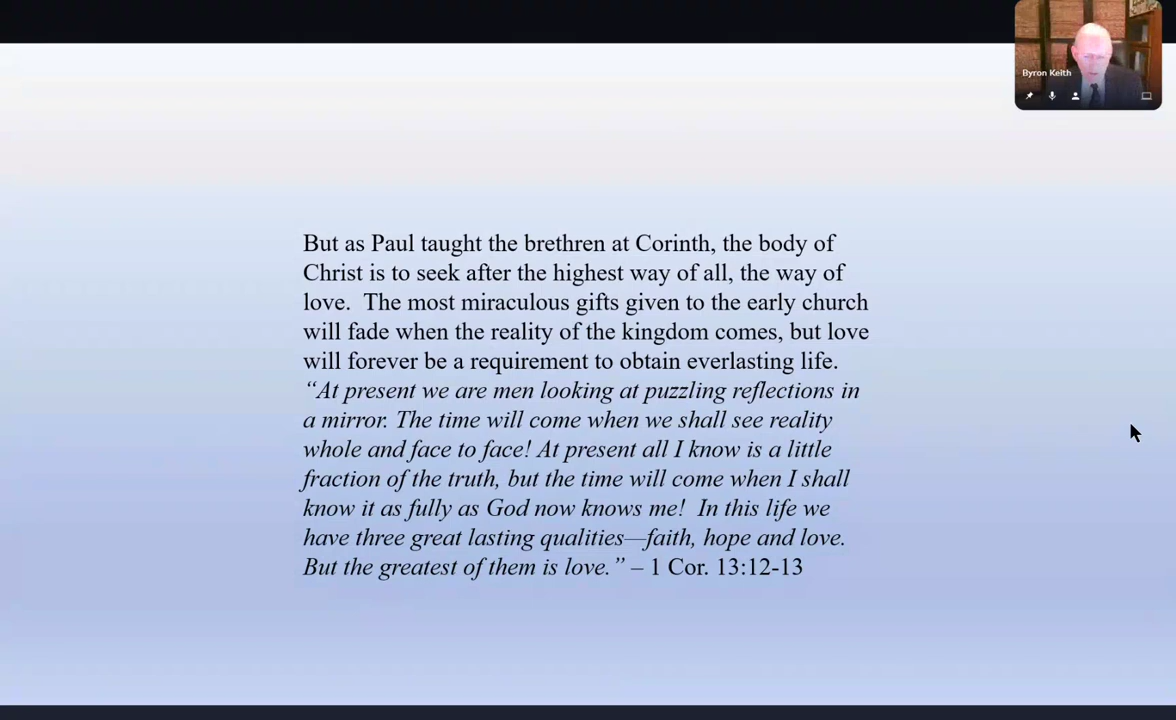 Byron Keith
But as Paul taught the brethren at Corinth, the body of
Christ is to seek after the highest way of all, the way of
love.  The most miraculous gifts given to the early church
will fade when the reality of the kingdom comes, but love
will forever be a requirement to obtain everlasting life.
“At present we are men looking at puzzling reflections in
a mirror. The time will come when we shall see reality
whole and face to face! At present all I know is a little
fraction of the truth, but the time will come when I shall
know it as fully as God now knows me!  In this life we
have three great lasting qualities—faith, hope and love.
But the greatest of them is love.” – 1 Cor. 13:12-13